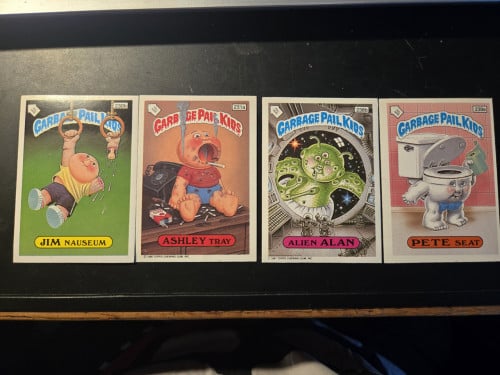 GARBAGE PAIL KIDS
JIM NAUSEUM
GARBAGE PAIL KIDS
ASHLEY TRAY
GARBAGE PAIL KIDS
ALIEN ALAN
GARBAGE PAIL KIDS
PETE SEAT